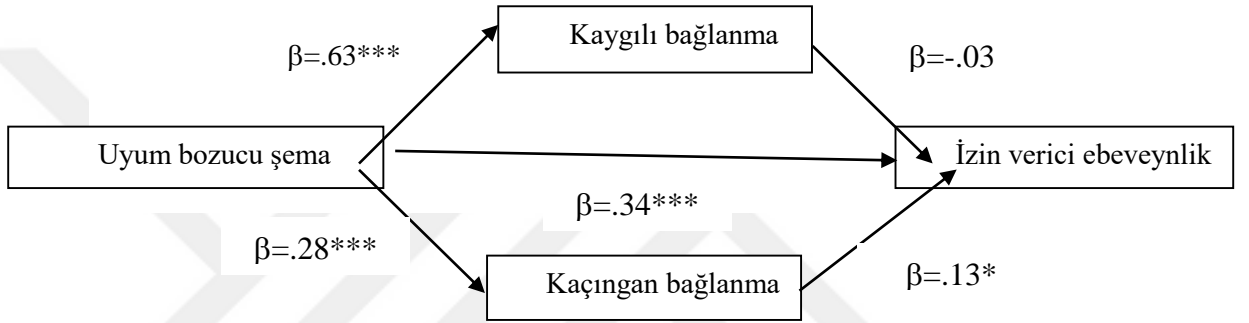 Kaygılı bağlanma
β=.63***
β=-.03
Uyum bozucu şema
İzin verici ebeveynlik
β=.34***
β=.28***
Kaçıngan bağlanma
β=.13*